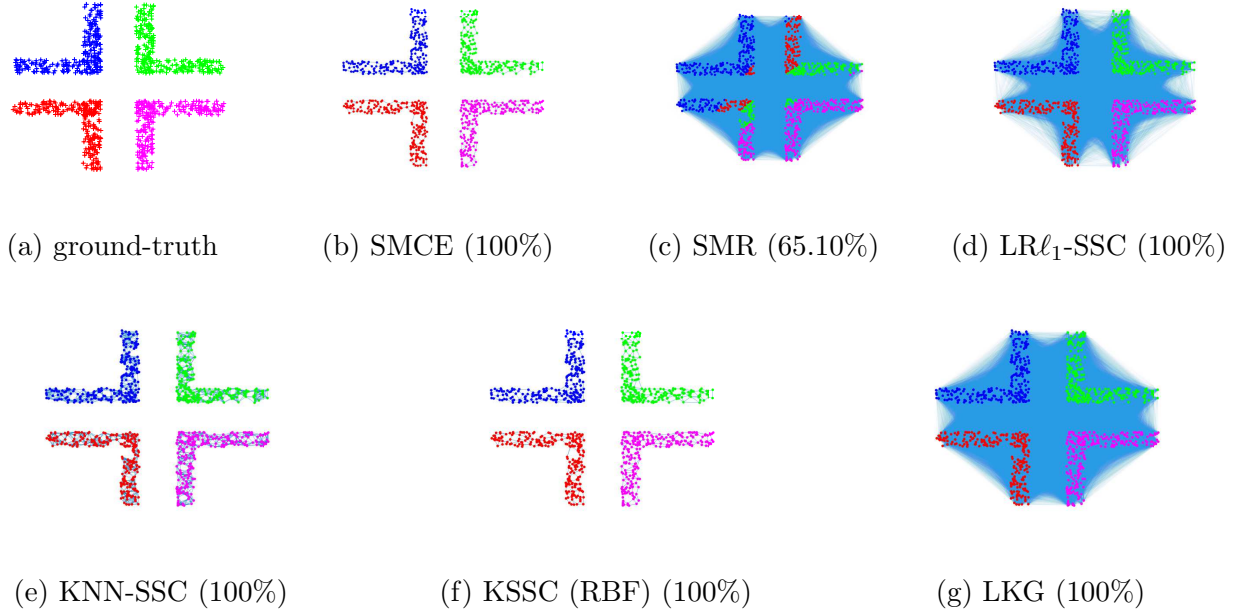 (a) ground-truth
(b) SMCE (100%)
(c) SMR (65.10%)
(d) LRℓ₁-SSC (100%)
(e) KNN-SSC (100%)
(f) KSSC (RBF) (100%)
(g) LKG (100%)